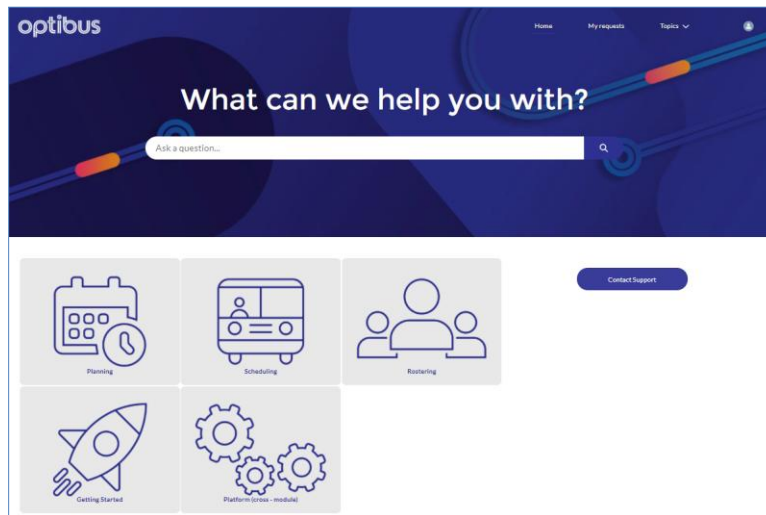 optibus
Home My requests Topics
What can we help you with?
Ask a question...
Contact Support
Planning Scheduling Rostering
Getting Started Platform (cross - module)